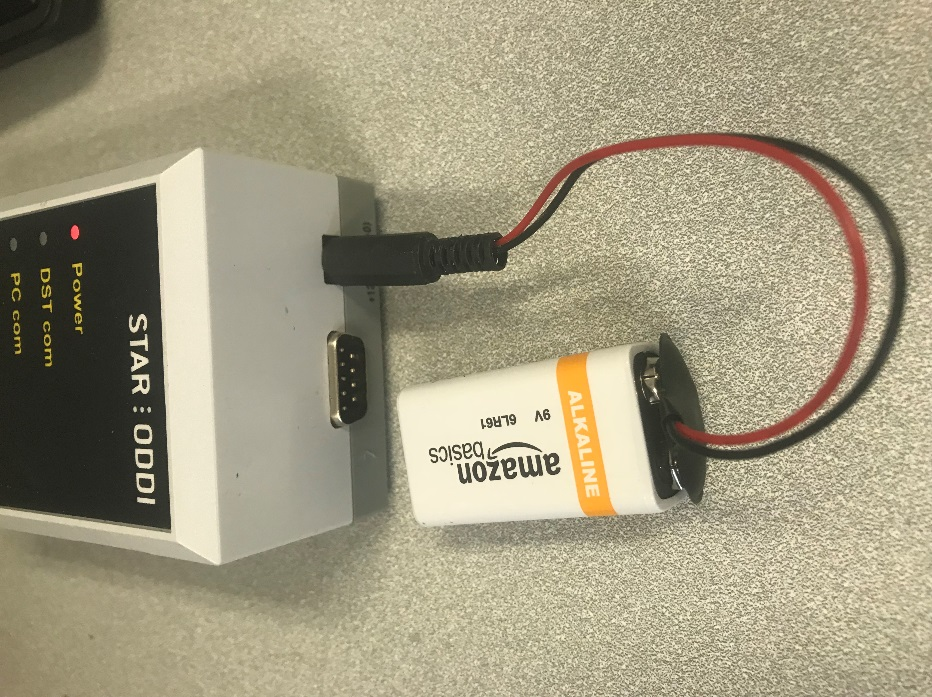 Power
DST com
PC com
STAR : ODDI
ALKALINE
9V 6LR61
amazon
basics